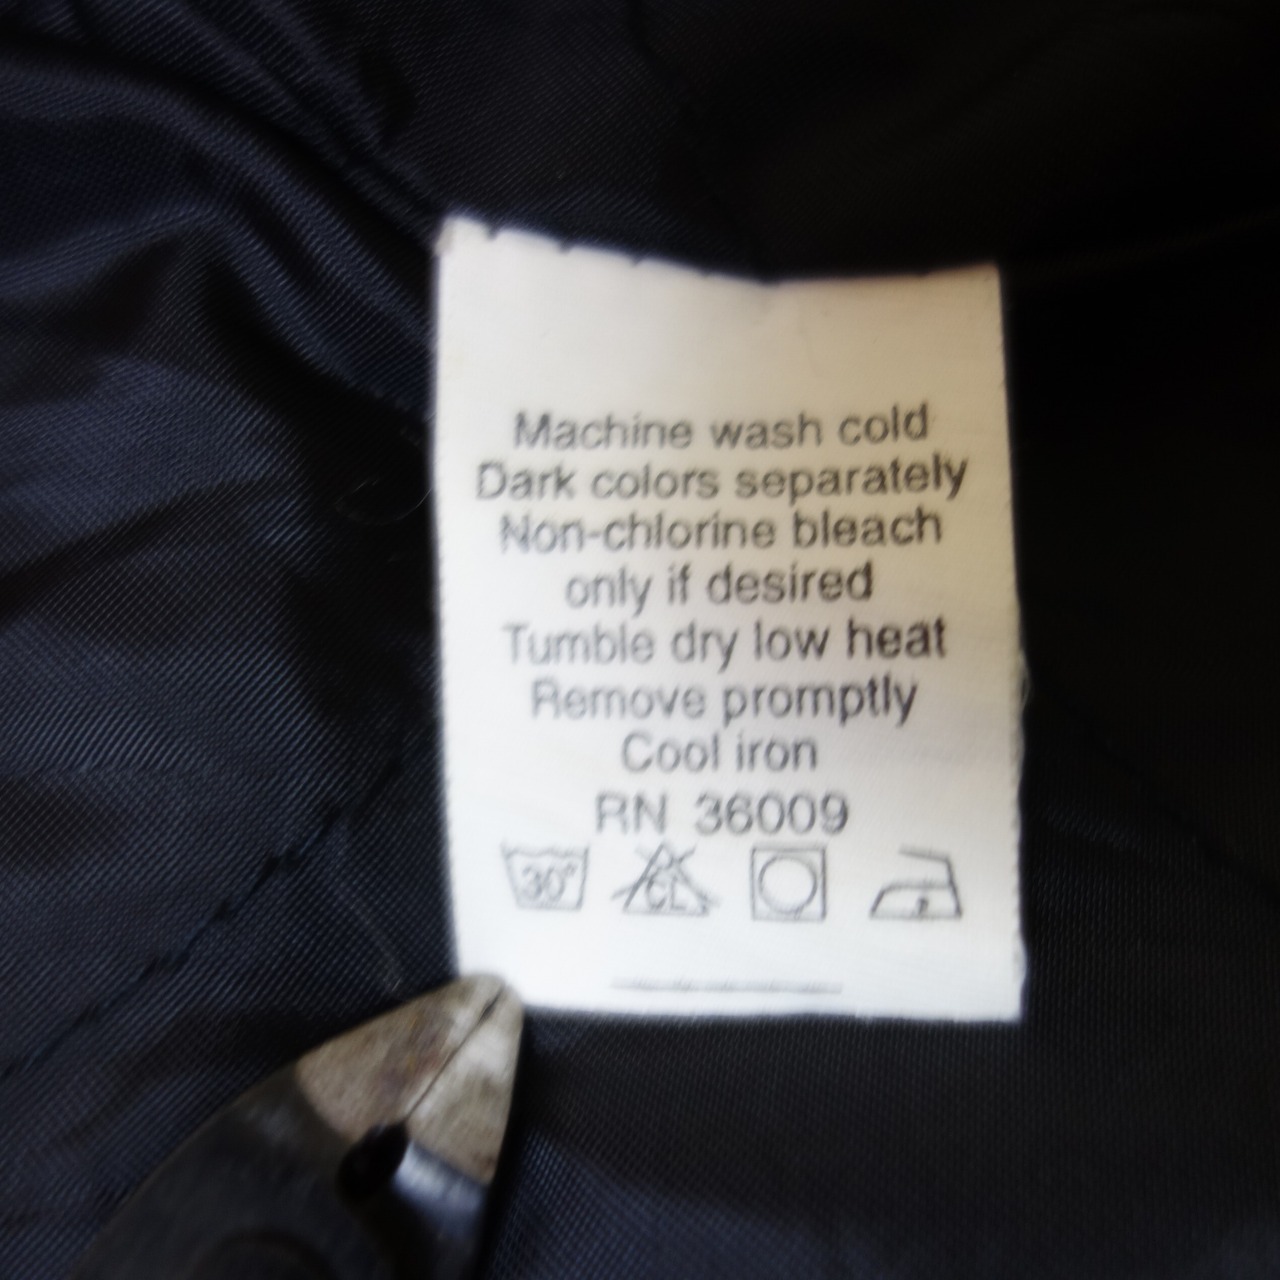 Machine wash cold
Dark colors separately
Non-chlorine bleach
only if desired
Tumble dry low heat
Remove promptly
Cool iron
RN 36009
30° CL